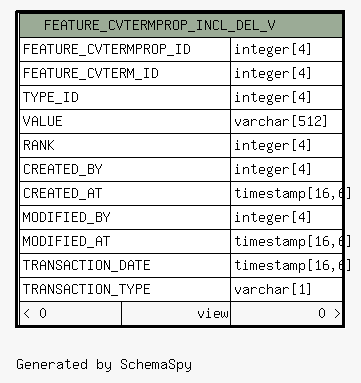 FEATURE_CVTERMPROP_INCL_DEL_V
FEATURE_CVTERMPROP_ID integer[4]
FEATURE_CVTERM_ID integer[4]
TYPE_ID integer[4]
VALUE varchar[512]
RANK integer[4]
CREATED_BY integer[4]
CREATED_AT timestamp[16,6]
MODIFIED_BY integer[4]
MODIFIED_AT timestamp[16,6]
TRANSACTION_DATE timestamp[16,6]
TRANSACTION_TYPE varchar[1]
< 0 view 0 >
Generated by SchemaSpy